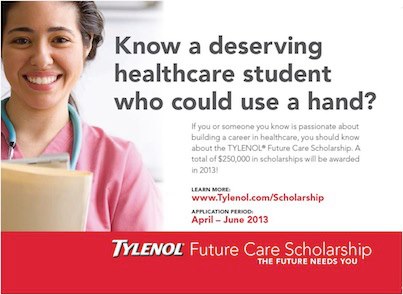 Know a deserving
healthcare student
who could use a hand?
If you or someone you know is passionate about
building a career in healthcare, you should know
about the TYLENOL® Future Care Scholarship. A
total of $250,000 in scholarships will be awarded
in 2013!
LEARN MORE:
www.Tylenol.com/Scholarship
APPLICATION PERIOD:
April – June 2013
TYLENOL® Future Care Scholarship
THE FUTURE NEEDS YOU